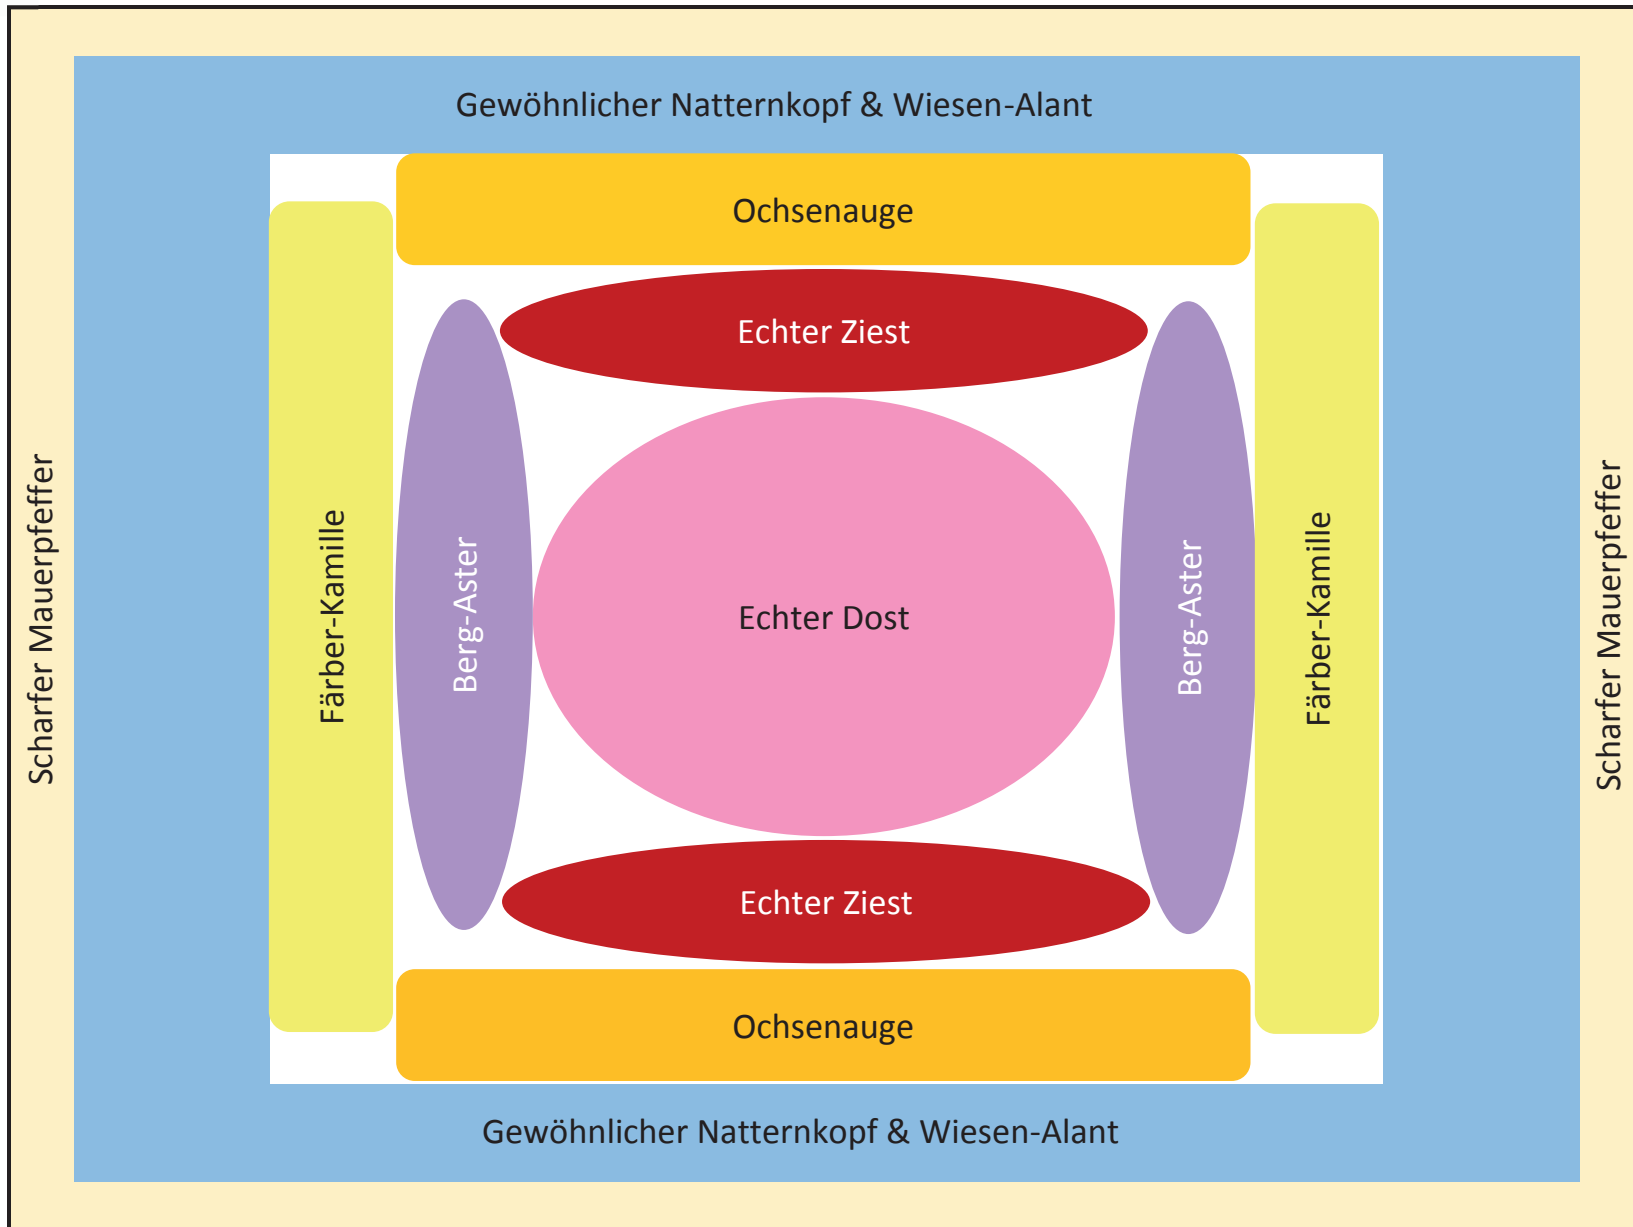 Gewöhnlicher Natternkopf & Wiesen-Alant
Ochsenauge
Echter Ziest
Scharfer Mauerpfeffer
Färber-Kamille
Berg-Aster
Echter Dost
Berg-Aster
Färber-Kamille
Scharfer Mauerpfeffer
Echter Ziest
Ochsenauge
Gewöhnlicher Natternkopf & Wiesen-Alant